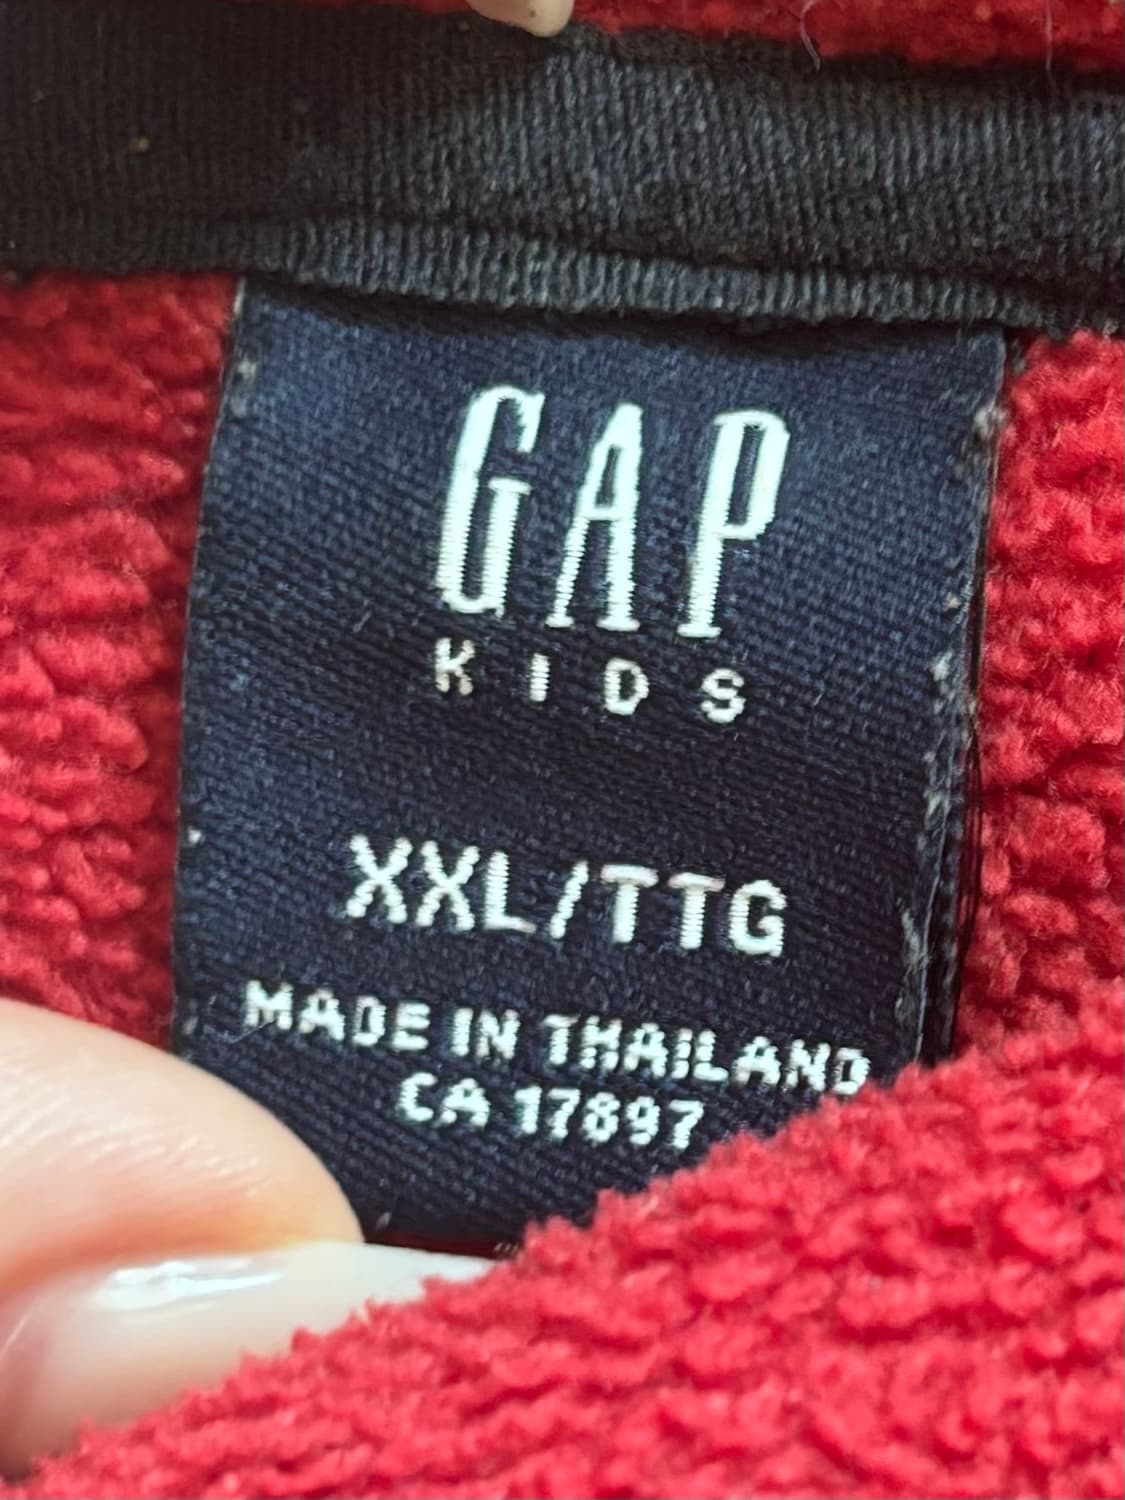 GAP
KIDS
XXL/TTG
MADE IN THAILAND
CA 17897